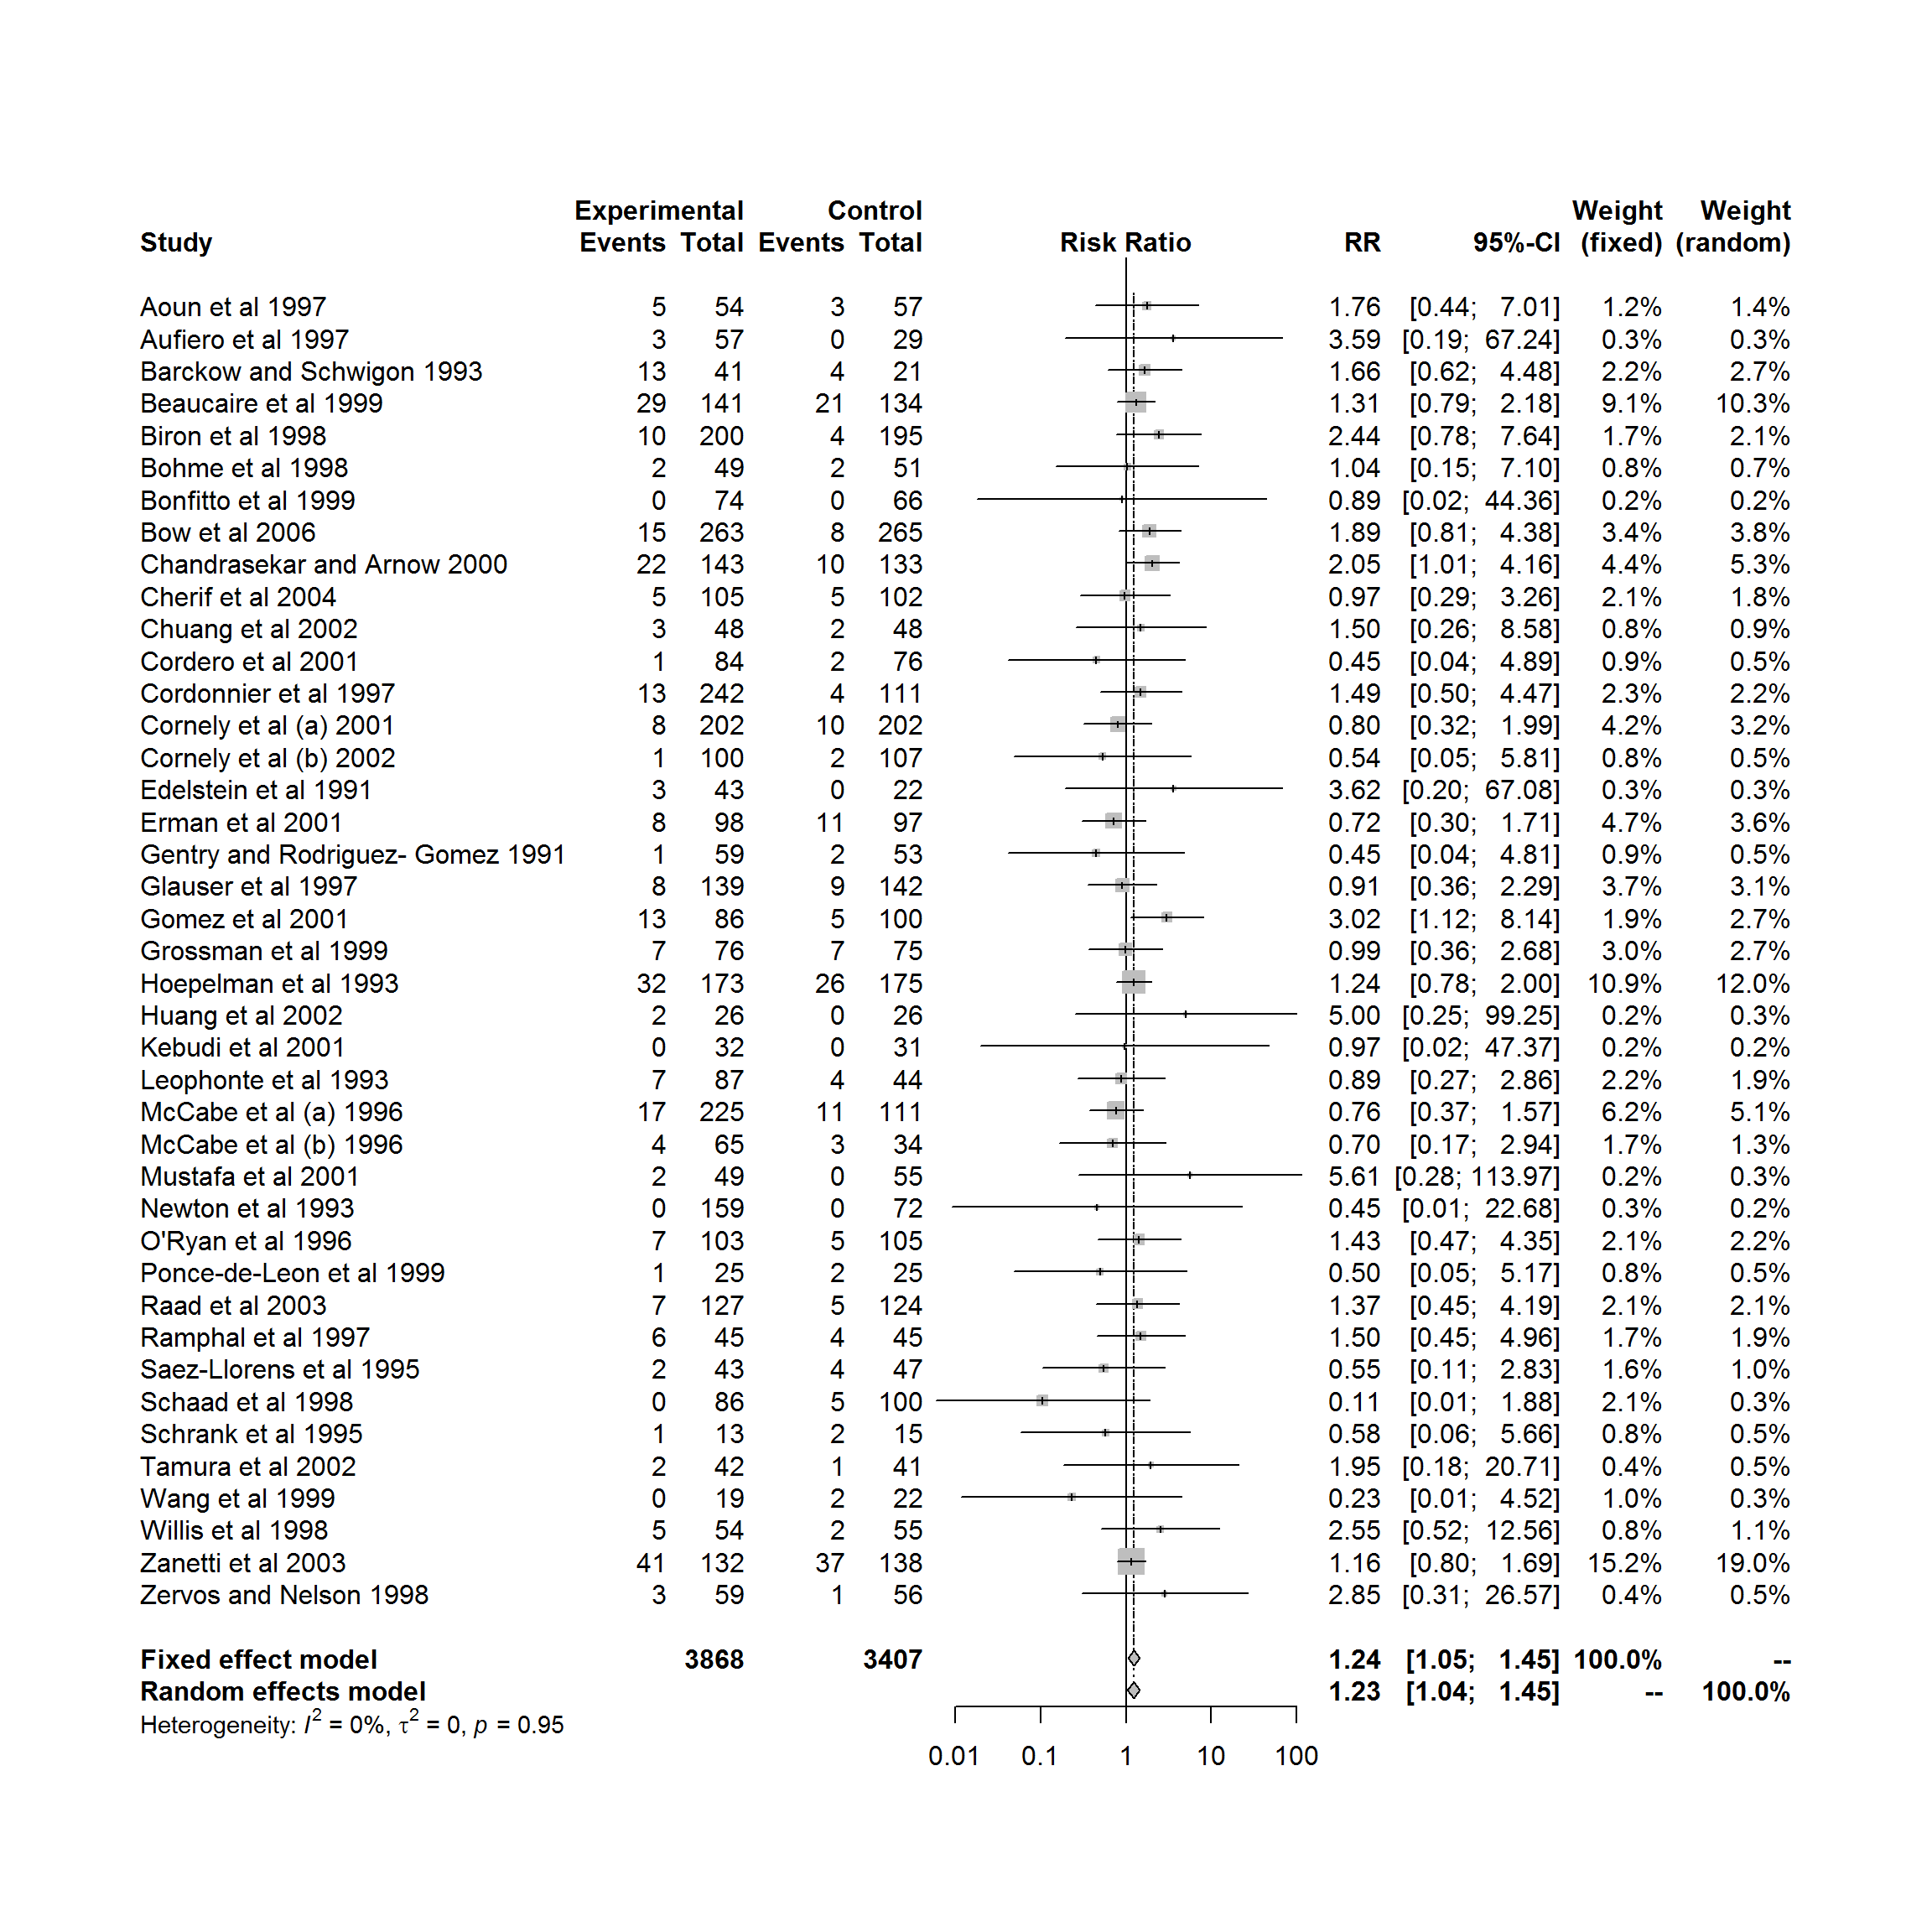 Experimental Control Weight Weight
Study Events Total Events Total Risk Ratio RR 95%-CI (fixed) (random)
Aoun et al 1997 5 54 3 57 1.76 [0.44; 7.01] 1.2% 1.4%
Aufiero et al 1997 3 57 0 29 3.59 [0.19; 67.24] 0.3% 0.3%
Barckow and Schwigon 1993 13 41 4 21 1.66 [0.62; 4.48] 2.2% 2.7%
Beaucaire et al 1999 29 141 21 134 1.31 [0.79; 2.18] 9.1% 10.3%
Biron et al 1998 10 200 4 195 2.44 [0.78; 7.64] 1.7% 2.1%
Bohme et al 1998 2 49 2 51 1.04 [0.15; 7.10] 0.8% 0.7%
Bonfitto et al 1999 0 74 0 66 0.89 [0.02; 44.36] 0.2% 0.2%
Bow et al 2006 15 263 8 265 1.89 [0.81; 4.38] 3.4% 3.8%
Chandrasekar and Arnow 2000 22 143 10 133 2.05 [1.01; 4.16] 4.4% 5.3%
Cherif et al 2004 5 105 5 102 0.97 [0.29; 3.26] 2.1% 1.8%
Chuang et al 2002 3 48 2 48 1.50 [0.26; 8.58] 0.8% 0.9%
Cordero et al 2001 1 84 2 76 0.45 [0.04; 4.89] 0.9% 0.5%
Cordonnier et al 1997 13 242 4 111 1.49 [0.50; 4.47] 2.3% 2.2%
Cornely et al (a) 2001 8 202 10 202 0.80 [0.32; 1.99] 4.2% 3.2%
Cornely et al (b) 2002 1 100 2 107 0.54 [0.05; 5.81] 0.8% 0.5%
Edelstein et al 1991 3 43 0 22 3.62 [0.20; 67.08] 0.3% 0.3%
Erman et al 2001 8 98 11 97 0.72 [0.30; 1.71] 4.7% 3.6%
Gentry and Rodriguez- Gomez 1991 1 59 2 53 0.45 [0.04; 4.81] 0.9% 0.5%
Glauser et al 1997 8 139 9 142 0.91 [0.36; 2.29] 3.7% 3.1%
Gomez et al 2001 13 86 5 100 3.02 [1.12; 8.14] 1.9% 2.7%
Grossman et al 1999 7 76 7 75 0.99 [0.36; 2.68] 3.0% 2.7%
Hoepelman et al 1993 32 173 26 175 1.24 [0.78; 2.00] 10.9% 12.0%
Huang et al 2002 2 26 0 26 5.00 [0.25; 99.25] 0.2% 0.3%
Kebudi et al 2001 0 32 0 31 0.97 [0.02; 47.37] 0.2% 0.2%
Leophonte et al 1993 7 87 4 44 0.89 [0.27; 2.86] 2.2% 1.9%
McCabe et al (a) 1996 17 225 11 111 0.76 [0.37; 1.57] 6.2% 5.1%
McCabe et al (b) 1996 4 65 3 34 0.70 [0.17; 2.94] 1.7% 1.3%
Mustafa et al 2001 2 49 0 55 5.61 [0.28; 113.97] 0.2% 0.3%
Newton et al 1993 0 159 0 72 0.45 [0.01; 22.68] 0.3% 0.2%
O'Ryan et al 1996 7 103 5 105 1.43 [0.47; 4.35] 2.1% 2.2%
Ponce-de-Leon et al 1999 1 25 2 25 0.50 [0.05; 5.17] 0.8% 0.5%
Raad et al 2003 7 127 5 124 1.37 [0.45; 4.19] 2.1% 2.1%
Ramphal et al 1997 6 45 4 45 1.50 [0.45; 4.96] 1.7% 1.9%
Saez-Llorens et al 1995 2 43 4 47 0.55 [0.11; 2.83] 1.6% 1.0%
Schaad et al 1998 0 86 5 100 0.11 [0.01; 1.88] 2.1% 0.3%
Schrank et al 1995 1 13 2 15 0.58 [0.06; 5.66] 0.8% 0.5%
Tamura et al 2002 2 42 1 41 1.95 [0.18; 20.71] 0.4% 0.5%
Wang et al 1999 0 19 2 22 0.23 [0.01; 4.52] 1.0% 0.3%
Willis et al 1998 5 54 2 55 2.55 [0.52; 12.56] 0.8% 1.1%
Zanetti et al 2003 41 132 37 138 1.16 [0.80; 1.69] 15.2% 19.0%
Zervos and Nelson 1998 3 59 1 56 2.85 [0.31; 26.57] 0.4% 0.5%
Fixed effect model 3868 3407 1.24 [1.05; 1.45] 100.0% --
Random effects model 1.23 [1.04; 1.45] -- 100.0%
Heterogeneity: I² = 0%, τ² = 0, p = 0.95
0.01 0.1 1 10 100